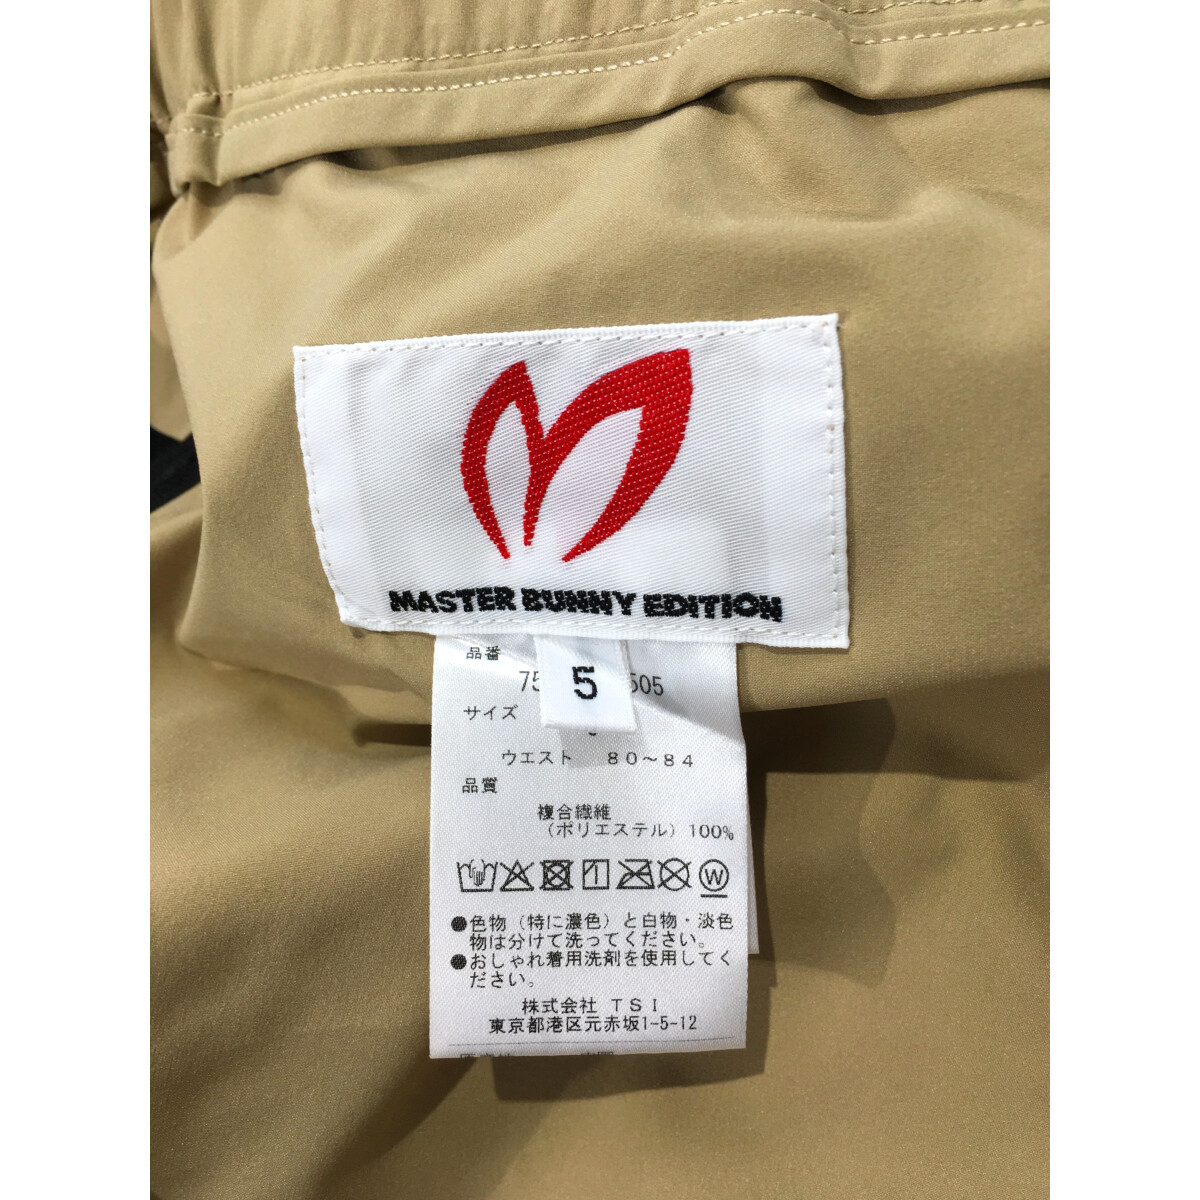 MASTER BUNNY EDITION
5
品番
サイズ
ウエスト 80～84
品質
複合繊維
(ポリエステル) 100%
W
●色物(特に濃色)と白物・淡色
物は分けて洗ってください。
●おしゃれ着用洗剤を使用してく
ださい。
株式会社 TSI
東京都港区元赤坂1-5-12